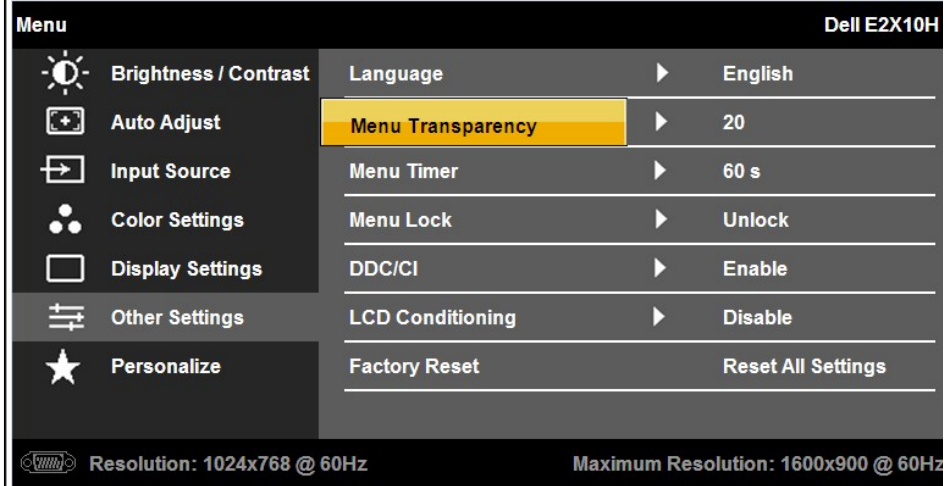 Menu Dell E2X10H
Brightness / Contrast Language English
Auto Adjust Menu Transparency 20
Input Source Menu Timer 60 s
Color Settings Menu Lock Unlock
Display Settings DDC/CI Enable
Other Settings LCD Conditioning Disable
Personalize Factory Reset Reset All Settings
Resolution: 1024x768 @ 60Hz Maximum Resolution: 1600x900 @ 60Hz